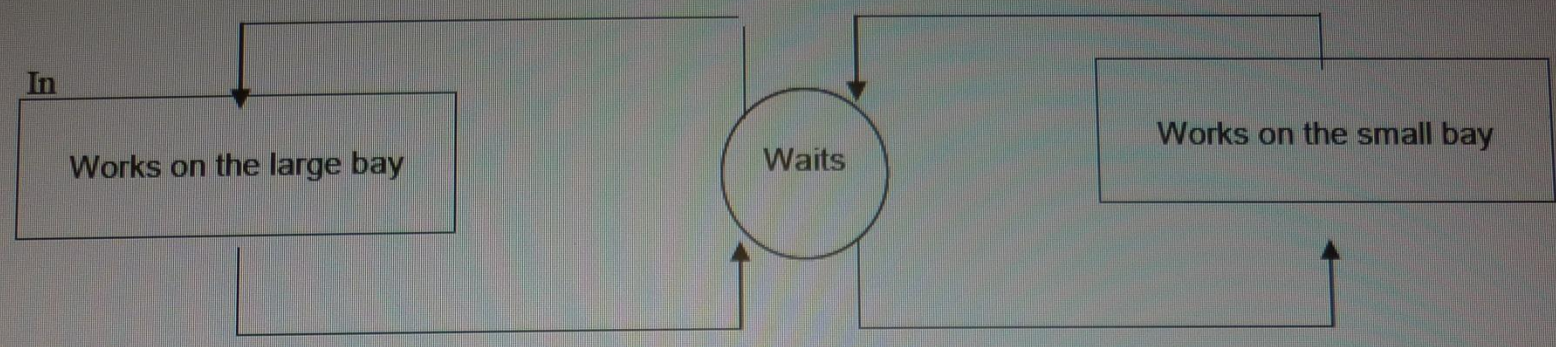 In
Works on the large bay
Waits
Works on the small bay